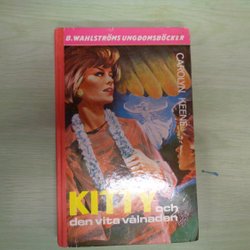 B. WAHLSTRÖMS UNGDOMSBÖCKER
CAROLYN KEENE
KITTY och
den vita vålnaden